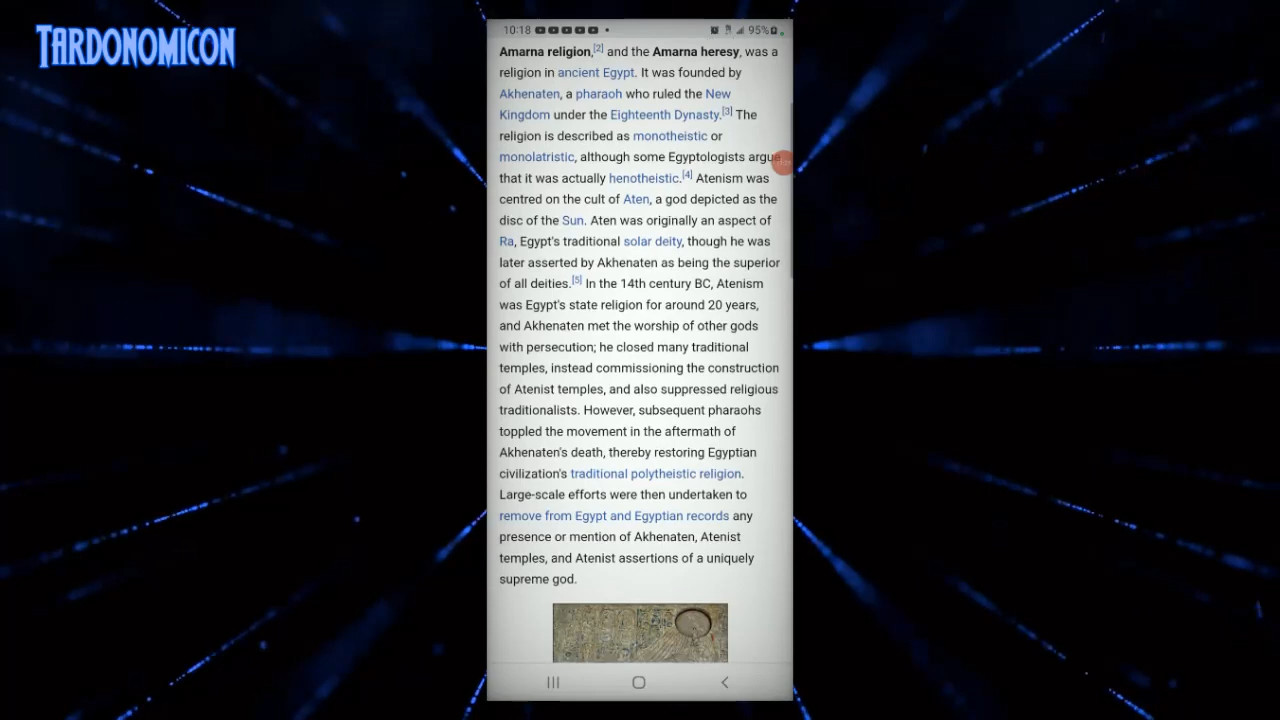 TARDONOMICON
10:18
95%
Amarna religion,[2] and the Amarna heresy, was a
religion in ancient Egypt. It was founded by
Akhenaten, a pharaoh who ruled the New
Kingdom under the Eighteenth Dynasty.[3] The
religion is described as monotheistic or
monolatristic, although some Egyptologists argue
that it was actually henotheistic.[4] Atenism was
centred on the cult of Aten, a god depicted as the
disc of the Sun. Aten was originally an aspect of
Ra, Egypt's traditional solar deity, though he was
later asserted by Akhenaten as being the superior
of all deities.[5] In the 14th century BC, Atenism
was Egypt's state religion for around 20 years,
and Akhenaten met the worship of other gods
with persecution; he closed many traditional
temples, instead commissioning the construction
of Atenist temples, and also suppressed religious
traditionalists. However, subsequent pharaohs
toppled the movement in the aftermath of
Akhenaten's death, thereby restoring Egyptian
civilization's traditional polytheistic religion.
Large-scale efforts were then undertaken to
remove from Egypt and Egyptian records any
presence or mention of Akhenaten, Atenist
temples, and Atenist assertions of a uniquely
supreme god.